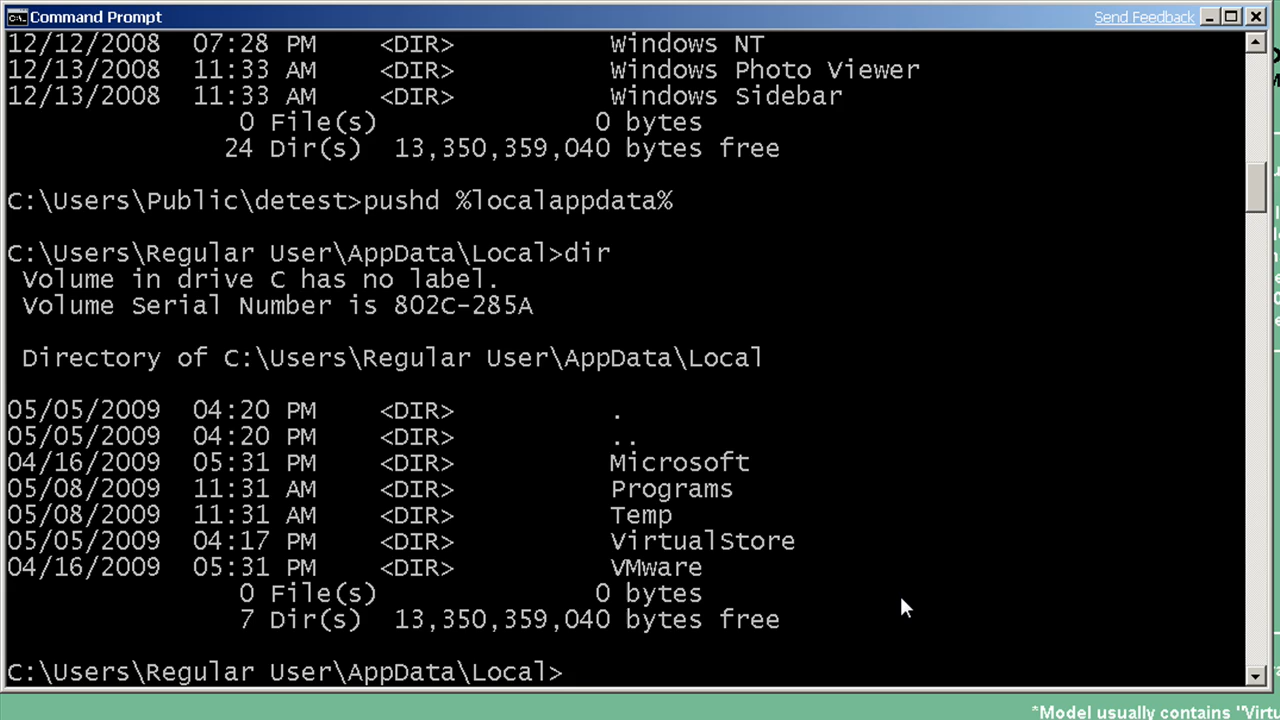 Command Prompt
Send Feedback
12/12/2008  07:28 PM    <DIR>          Windows NT
12/13/2008  11:33 AM    <DIR>          Windows Photo Viewer
12/13/2008  11:33 AM    <DIR>          Windows Sidebar
0 File(s)              0 bytes
24 Dir(s)  13,350,359,040 bytes free
C:\Users\Public\detest>pushd %localappdata%
C:\Users\Regular User\AppData\Local>dir
Volume in drive C has no label.
Volume Serial Number is 802C-285A
Directory of C:\Users\Regular User\AppData\Local
05/05/2009  04:20 PM    <DIR>          .
05/05/2009  04:20 PM    <DIR>          ..
04/16/2009  05:31 PM    <DIR>          Microsoft
05/08/2009  11:31 AM    <DIR>          Programs
05/08/2009  11:31 AM    <DIR>          Temp
05/05/2009  04:17 PM    <DIR>          VirtualStore
04/16/2009  05:31 PM    <DIR>          VMware
0 File(s)              0 bytes
7 Dir(s)  13,350,359,040 bytes free
C:\Users\Regular User\AppData\Local>
*Model usually contains "Virtu